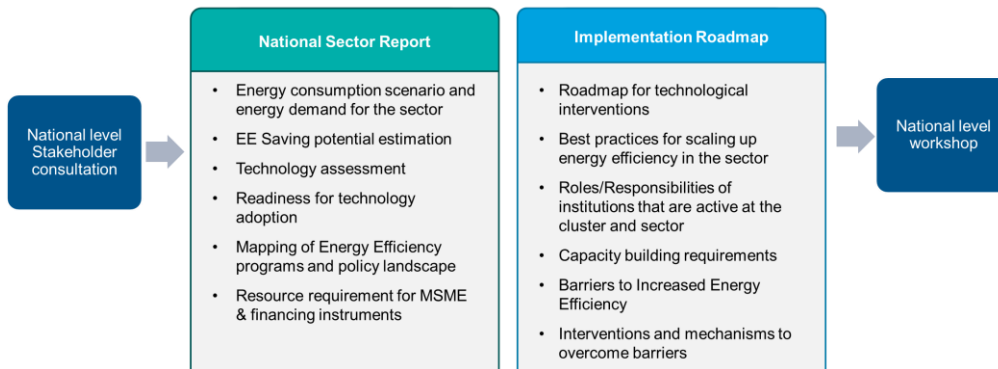 National level
Stakeholder
consultation
National Sector Report
• Energy consumption scenario and
energy demand for the sector
• EE Saving potential estimation
• Technology assessment
• Readiness for technology
adoption
• Mapping of Energy Efficiency
programs and policy landscape
• Resource requirement for MSME
& financing instruments
Implementation Roadmap
• Roadmap for technological
interventions
• Best practices for scaling up
energy efficiency in the sector
• Roles/Responsibilities of
institutions that are active at the
cluster and sector
• Capacity building requirements
• Barriers to Increased Energy
Efficiency
• Interventions and mechanisms to
overcome barriers
National level
workshop